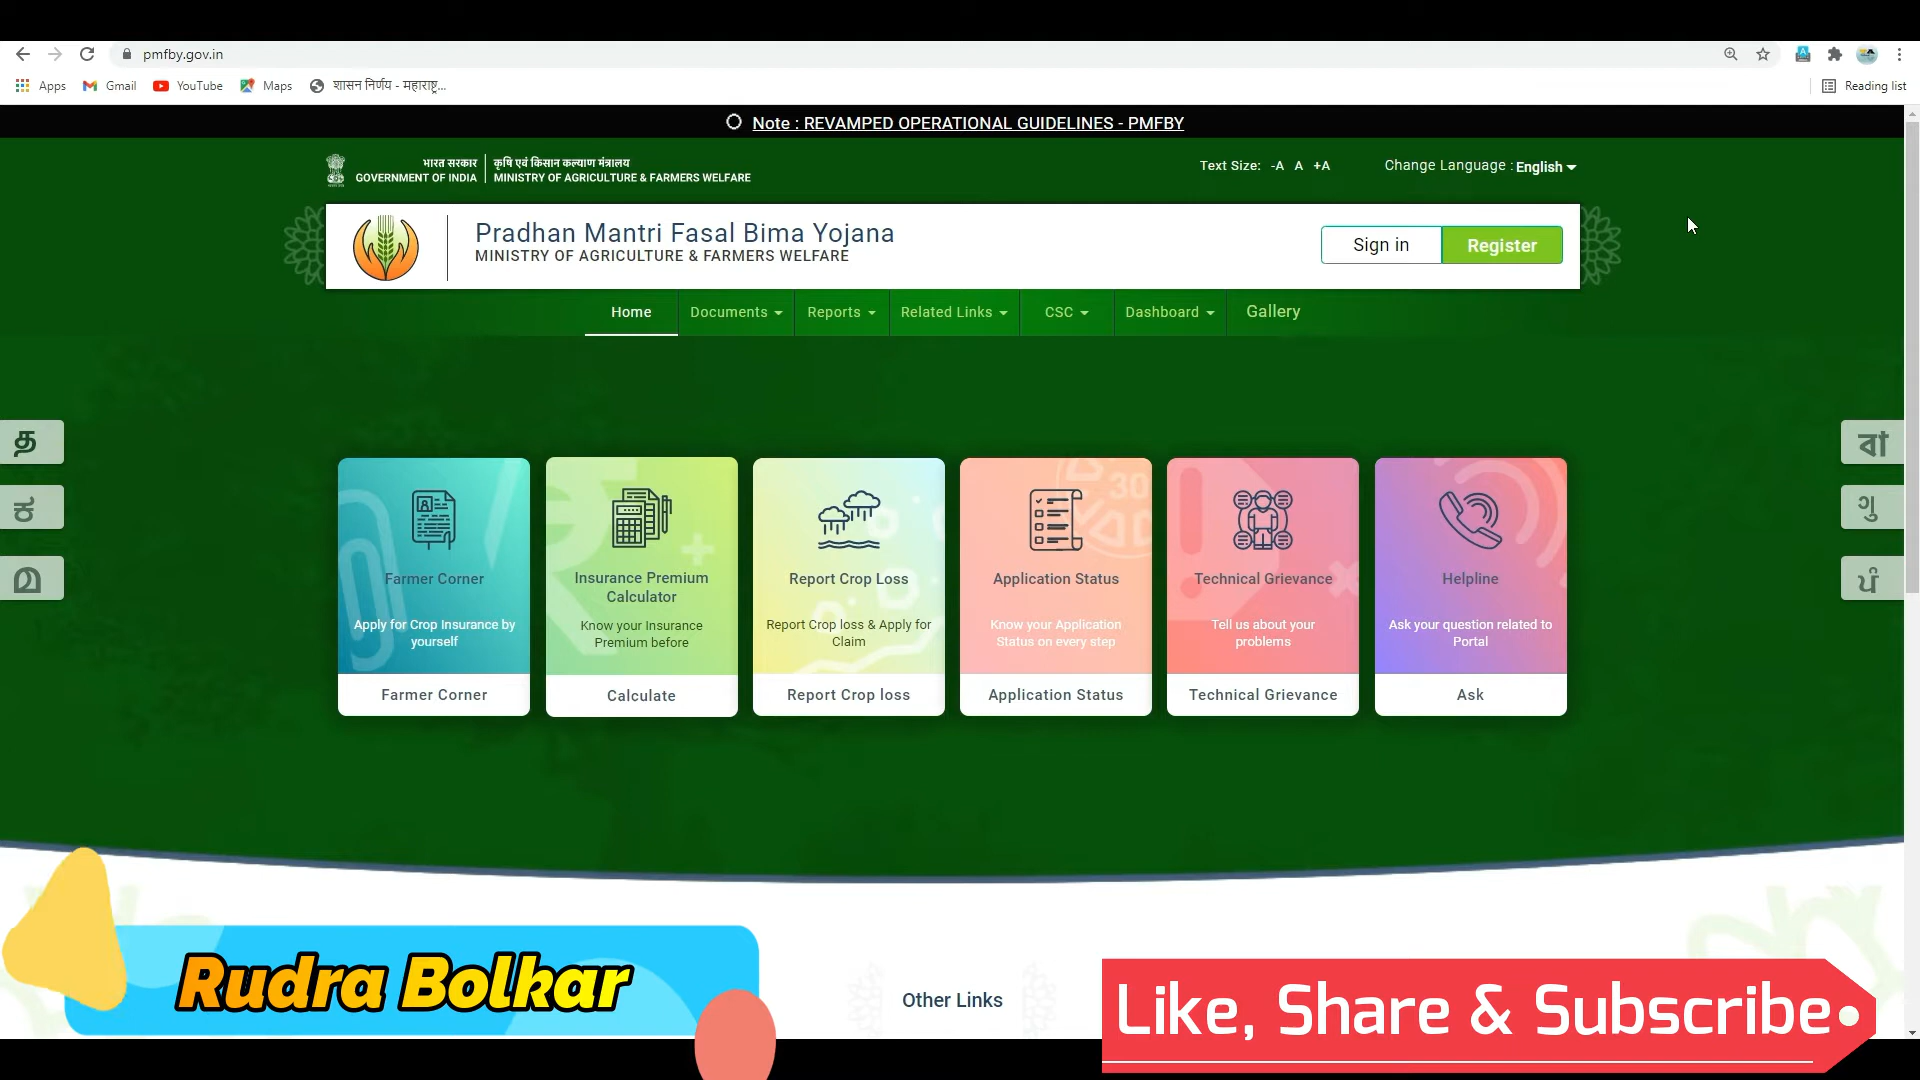 pmfby.gov.in
Apps Gmail YouTube Maps शासन निर्णय - महाराष्ट्र... Reading list
Note : REVAMPED OPERATIONAL GUIDELINES - PMFBY
भारत सरकार कृषि एवं किसान कल्याण मंत्रालय
GOVERNMENT OF INDIA MINISTRY OF AGRICULTURE & FARMERS WELFARE
Text Size: -A A +A Change Language : English
Pradhan Mantri Fasal Bima Yojana
MINISTRY OF AGRICULTURE & FARMERS WELFARE
Sign in Register
Home Documents Reports Related Links CSC Dashboard Gallery
த
ಕ
മ
বা
ગુ
ਪੰ
Farmer Corner
Apply for Crop Insurance by
yourself
Farmer Corner
Insurance Premium
Calculator
Know your Insurance
Premium before
Calculate
Report Crop Loss
Report Crop loss & Apply for
Claim
Report Crop loss
30
Application Status
Know your Application
Status on every step
Application Status
Technical Grievance
Tell us about your
problems
Technical Grievance
Helpline
Ask your question related to
Portal
Ask
Rudra Bolkar
Other Links
Like, Share & Subscribe